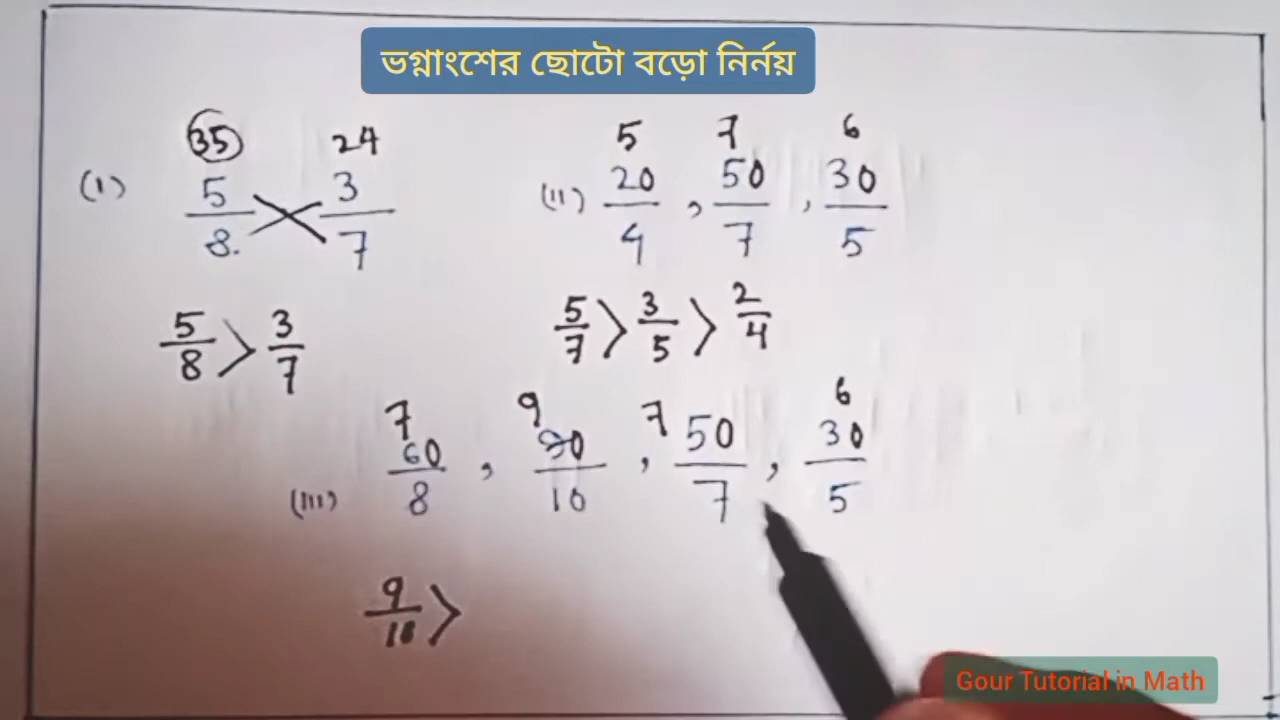 ভগ্নাংশের ছোটো বড়ো নির্নয়
35 24
(I) 5/8 3/7
5 7 6
(II) 20/4 , 50/7 , 30/5
5/8 > 3/7
5/7 > 3/5 > 2/4
7 9 7 6
(III) 60/8 , 90/10 , 50/7 , 30/5
9/10 >
Gour Tutorial in Math